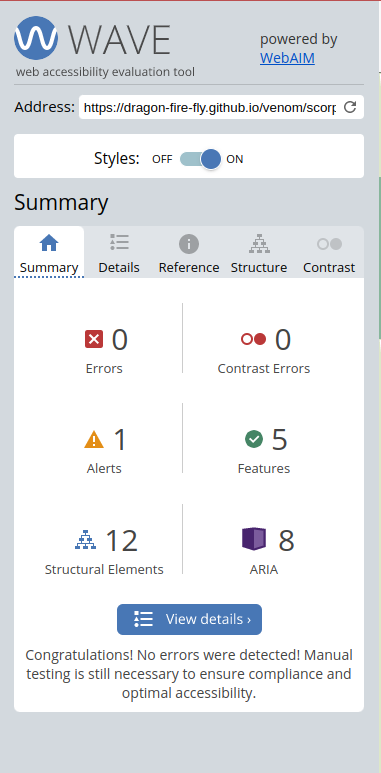 WAVE
web accessibility evaluation tool
powered by
WebAIM
Address: https://dragon-fire-fly.github.io/venom/scorp
Styles: OFF ON
Summary
Summary Details Reference Structure Contrast
0 0
Errors Contrast Errors
1 5
Alerts Features
12 8
Structural Elements ARIA
View details ›
Congratulations! No errors were detected! Manual
testing is still necessary to ensure compliance and
optimal accessibility.